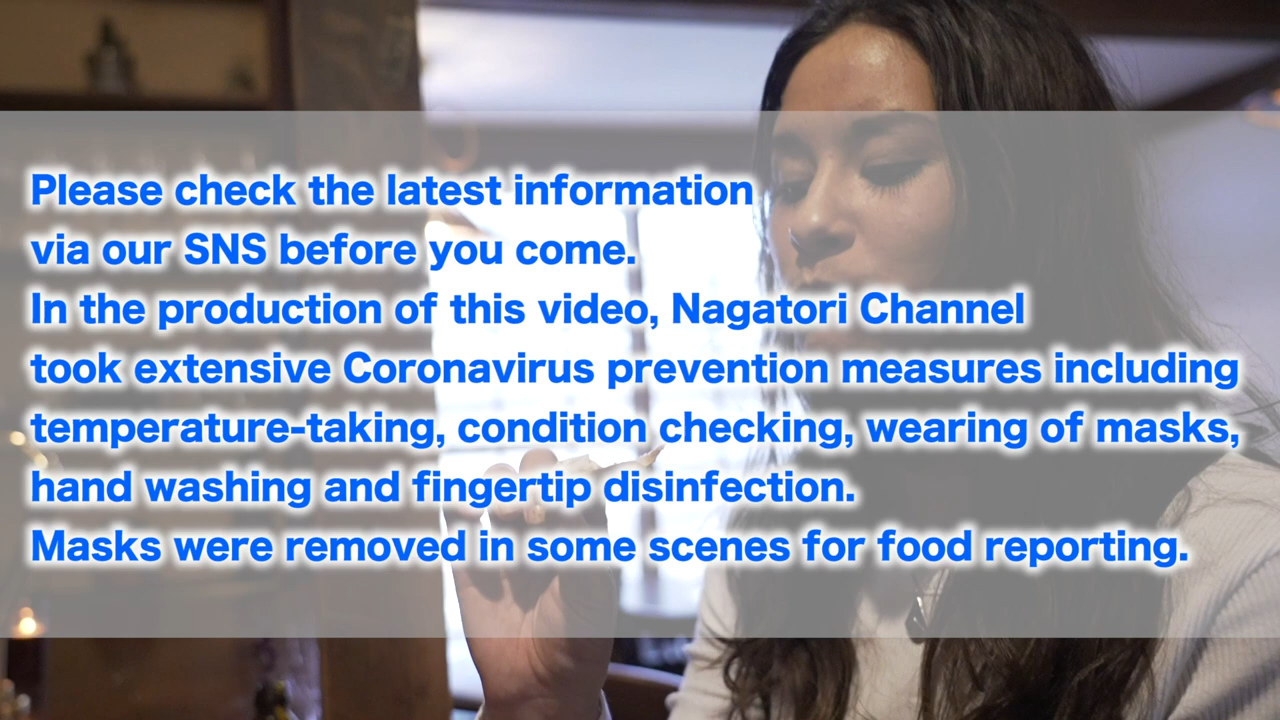 Please check the latest information
via our SNS before you come.
In the production of this video, Nagatori Channel
took extensive Coronavirus prevention measures including
temperature-taking, condition checking, wearing of masks,
hand washing and fingertip disinfection.
Masks were removed in some scenes for food reporting.